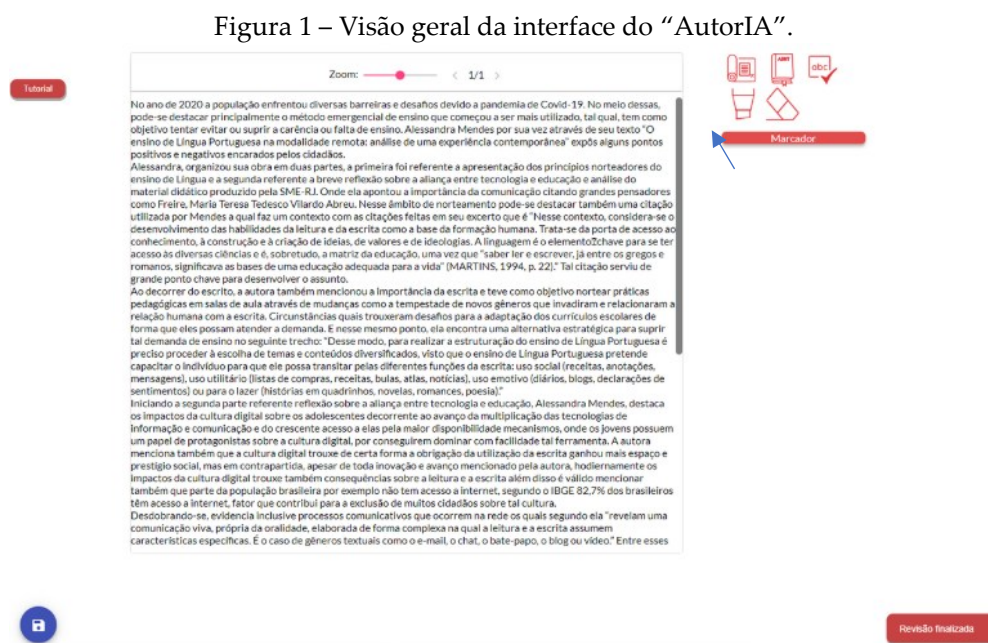 Figura 1 – Visão geral da interface do “AutorIA”.
Tutorial
Zoom:
< 1/1 >
ABNT
abc
Marcador
No ano de 2020 a população enfrentou diversas barreiras e desafios devido a pandemia de Covid-19. No meio dessas,
pode-se destacar principalmente o método emergencial de ensino que começou a ser mais utilizado, tal qual, tem como
objetivo tentar evitar ou suprir a carência ou falta de ensino. Alessandra Mendes por sua vez através de seu texto "O
ensino de Língua Portuguesa na modalidade remota: análise de uma experiência contemporânea" expôs alguns pontos
positivos e negativos encarados pelos cidadãos.
Alessandra, organizou sua obra em duas partes, a primeira foi referente a apresentação dos princípios norteadores do
ensino de Língua e a segunda referente a breve reflexão sobre a aliança entre tecnologia e educação e análise do
material didático produzido pela SME-RJ. Onde ela apontou a importância da comunicação citando grandes pensadores
como Freire, Maria Teresa Tedesco Vilardo Abreu. Nesse âmbito de norteamento pode-se destacar também uma citação
utilizada por Mendes a qual faz um contexto com as citações feitas em seu excerto que é "Nesse contexto, considera-se o
desenvolvimento das habilidades da leitura e da escrita como a base da formação humana. Trata-se da porta de acesso ao
conhecimento, à construção e à criação de ideias, de valores e de ideologias. A linguagem é o elemento chave para se ter
acesso às diversas ciências e é, sobretudo, a matriz da educação, uma vez que "saber ler e escrever, já entre os gregos e
romanos, significava as bases de uma educação adequada para a vida" (MARTINS, 1994, p. 22)." Tal citação serviu de
grande ponto chave para desenvolver o assunto.
Ao decorrer do escrito, a autora também mencionou a importância da escrita e teve como objetivo nortear práticas
pedagógicas em salas de aula através de mudanças como a tempestade de novos gêneros que invadiram e relacionaram a
relação humana com a escrita. Circunstâncias quais trouxeram desafios para a adaptação dos currículos escolares de
forma que eles possam atender a demanda. E nesse mesmo ponto, ela encontra uma alternativa estratégica para suprir
tal demanda de ensino no seguinte trecho: "Desse modo, para realizar a estruturação do ensino de Língua Portuguesa é
preciso proceder à escolha de temas e conteúdos diversificados, visto que o ensino de Língua Portuguesa pretende
capacitar o indivíduo para que ele possa transitar pelas diferentes funções da escrita: uso social (receitas, anotações,
mensagens), uso utilitário (listas de compras, receitas, bulas, atlas, notícias), uso emotivo (diários, blogs, declarações de
sentimentos) ou para o lazer (histórias em quadrinhos, novelas, romances, poesia)."
Iniciando a segunda parte referente reflexão sobre a aliança entre tecnologia e educação, Alessandra Mendes, destaca
os impactos da cultura digital sobre os adolescentes decorrente ao avanço da multiplicação das tecnologias de
informação e comunicação e do crescente acesso a elas pela maior disponibilidade mecanismos, onde os jovens possuem
um papel de protagonistas sobre a cultura digital, por conseguirem dominar com facilidade tal ferramenta. A autora
menciona também que a cultura digital trouxe de certa forma a obrigação da utilização da escrita ganhou mais espaço e
prestígio social, mas em contrapartida, apesar de toda inovação e avanço mencionado pela autora, hodiernamente os
impactos da cultura digital trouxe também consequências sobre a leitura e a escrita além disso é válido mencionar
também que parte da população brasileira por exemplo não tem acesso a internet, segundo o IBGE 82,7% dos brasileiros
têm acesso a internet, fator que contribui para a exclusão de muitos cidadãos sobre tal cultura.
Desdobrando-se, evidencia inclusive processos comunicativos que ocorrem na rede os quais segundo ela "revelam uma
comunicação viva, própria da oralidade, elaborada de forma complexa na qual a leitura e a escrita assumem
características específicas. É o caso de gêneros textuais como o e-mail, o chat, o bate-papo, o blog ou vídeo." Entre esses
Revisão finalizada